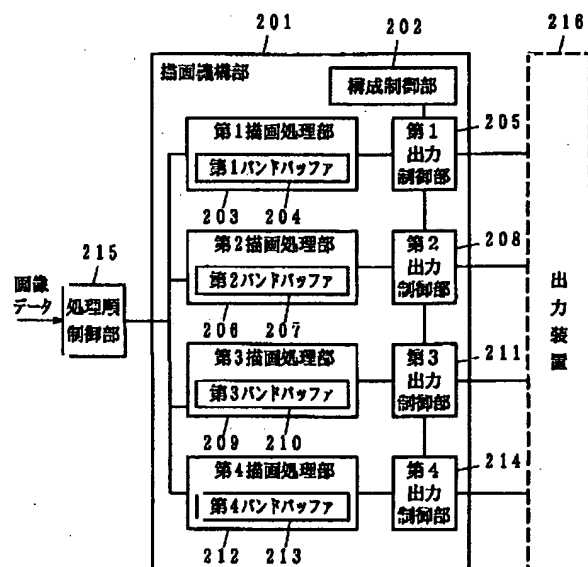 201
202
216
描画機構部
構成制御部
第1描画処理部
第1バンドバッファ
203
204
第1
出力
制御部
205
第2描画処理部
第2バンドバッファ
206
207
第2
出力
制御部
208
215
画像
データ
処理順
制御部
第3描画処理部
第3バンドバッファ
209
210
第3
出力
制御部
211
第4描画処理部
第4バンドバッファ
212
213
第4
出力
制御部
214
出力装置